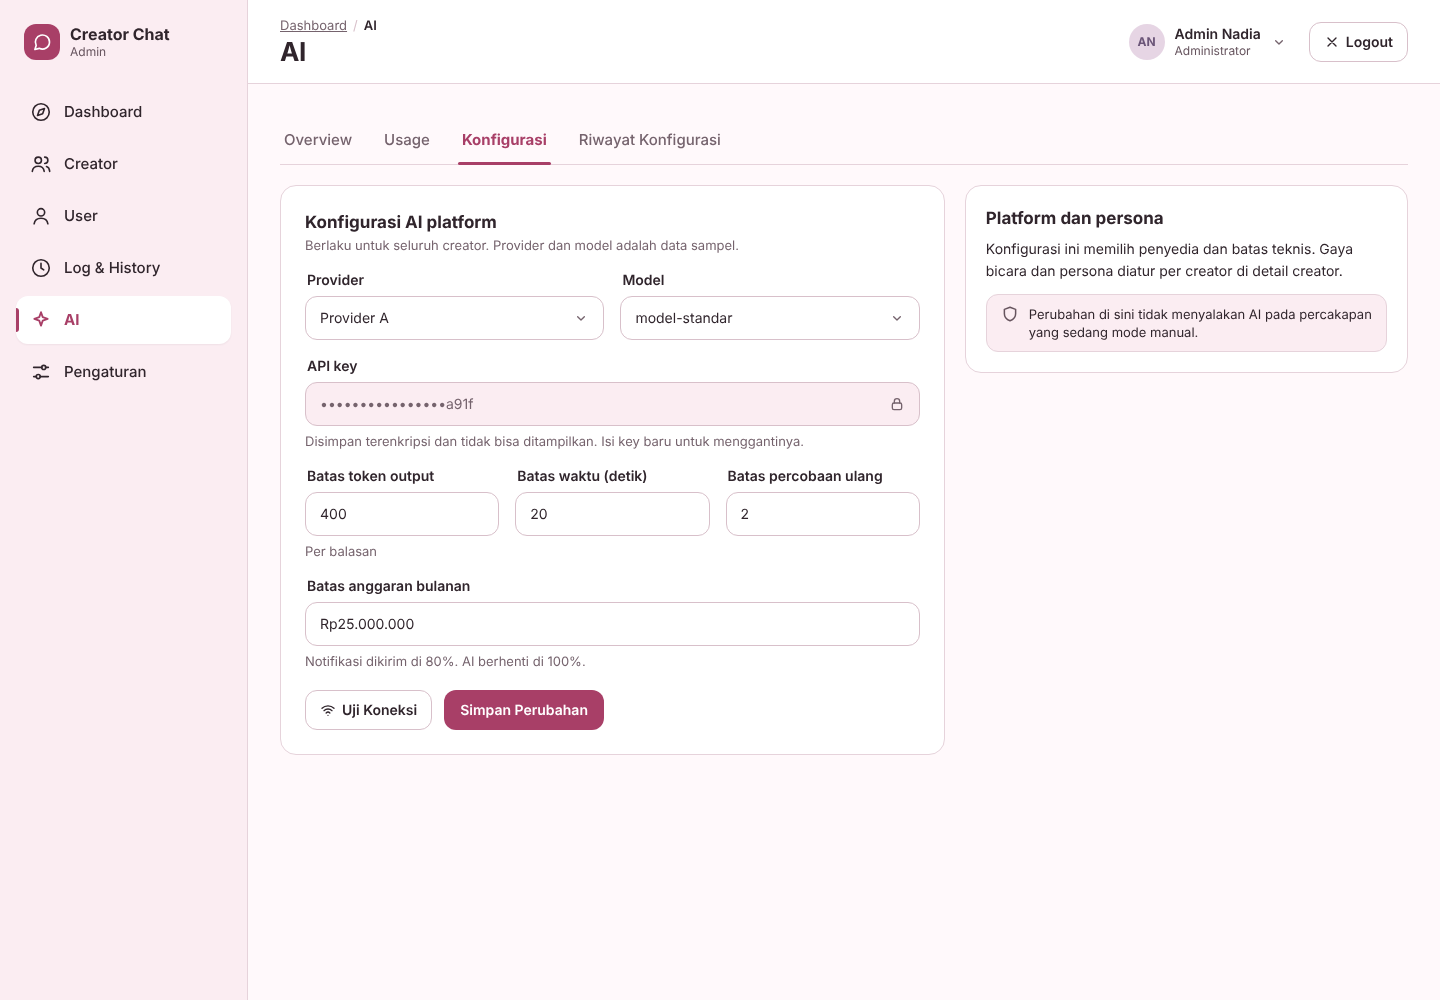 Creator Chat
Admin
Dashboard
Creator
User
Log & History
AI
Pengaturan
Dashboard / AI
AI
AN
Admin Nadia
Administrator
Logout
Overview
Usage
Konfigurasi
Riwayat Konfigurasi
Konfigurasi AI platform
Berlaku untuk seluruh creator. Provider dan model adalah data sampel.
Provider
Model
Provider A
model-standar
API key
••••••••••••••••a91f
Disimpan terenkripsi dan tidak bisa ditampilkan. Isi key baru untuk menggantinya.
Batas token output
Batas waktu (detik)
Batas percobaan ulang
400
20
2
Per balasan
Batas anggaran bulanan
Rp25.000.000
Notifikasi dikirim di 80%. AI berhenti di 100%.
Uji Koneksi
Simpan Perubahan
Platform dan persona
Konfigurasi ini memilih penyedia dan batas teknis. Gaya
bicara dan persona diatur per creator di detail creator.
Perubahan di sini tidak menyalakan AI pada percakapan
yang sedang mode manual.